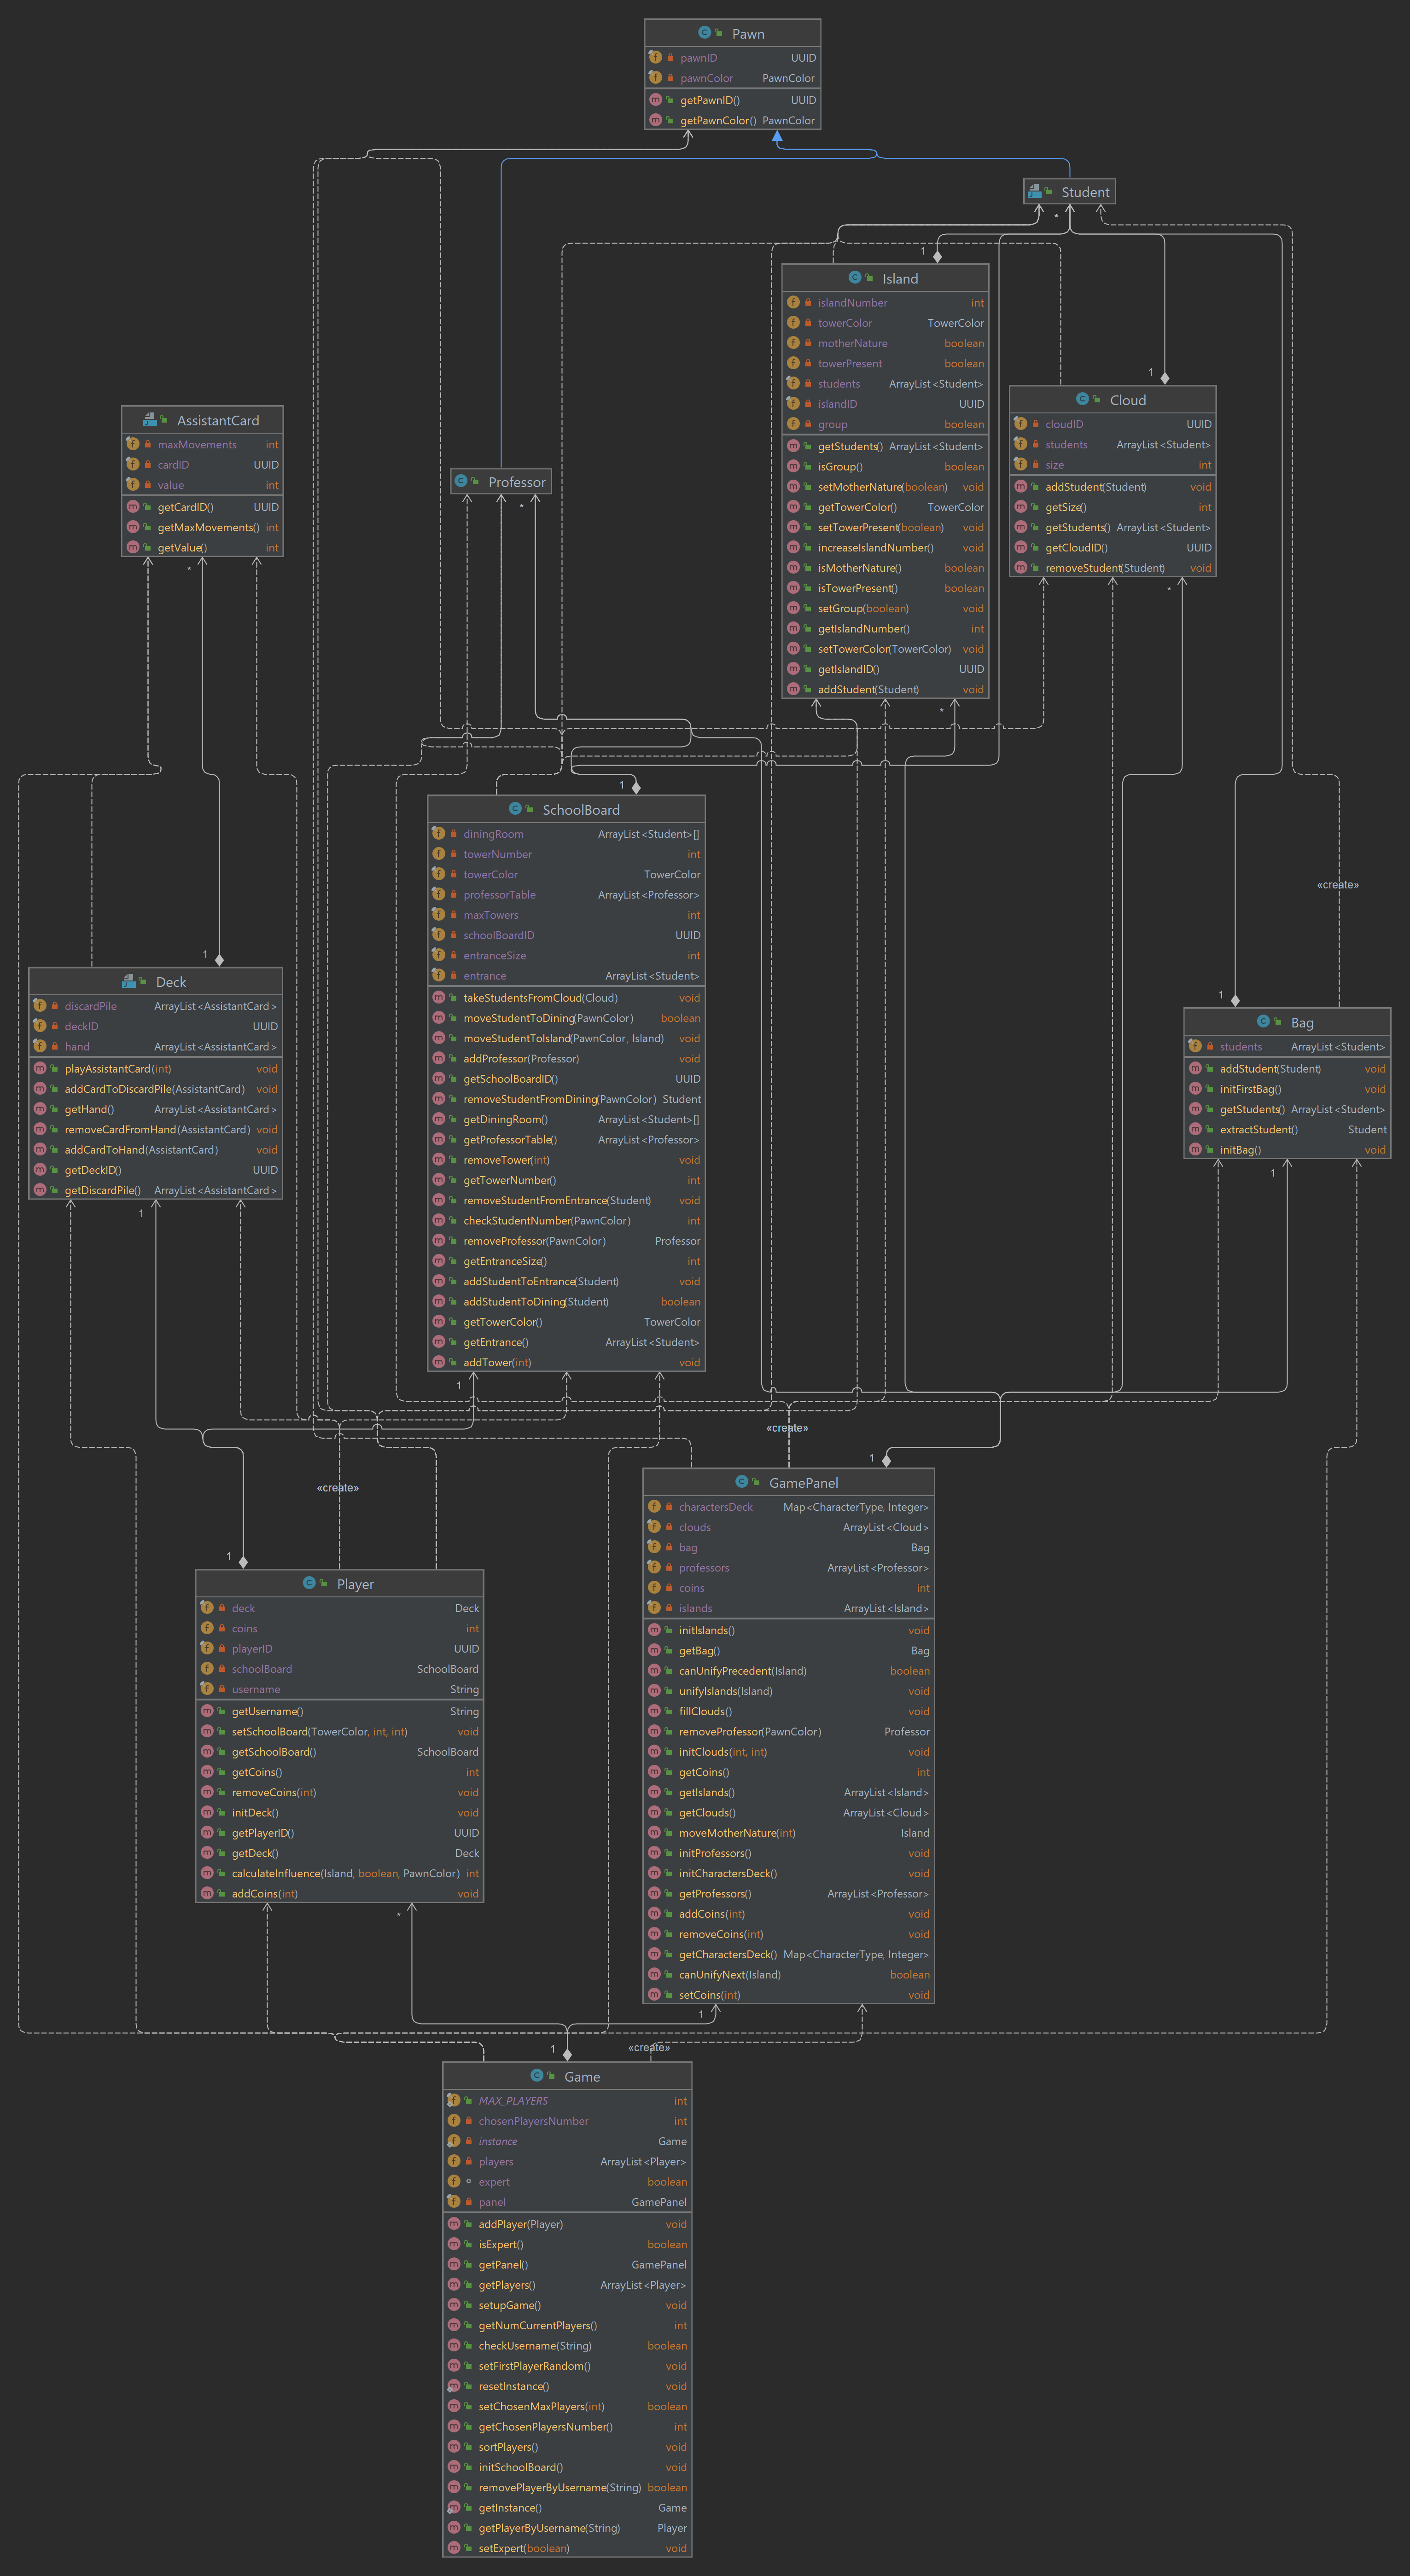 Pawn
pawnID UUID
pawnColor PawnColor
getPawnID() UUID
getPawnColor() PawnColor
Student
*
1
Island
islandNumber int
towerColor TowerColor
motherNature boolean
towerPresent boolean
students ArrayList<Student>
islandID UUID
group boolean
getStudents() ArrayList<Student>
isGroup() boolean
setMotherNature(boolean) void
getTowerColor() TowerColor
setTowerPresent(boolean) void
increaseIslandNumber() void
isMotherNature() boolean
isTowerPresent() boolean
setGroup(boolean) void
getIslandNumber() int
setTowerColor(TowerColor) void
getIslandID() UUID
addStudent(Student) void
*
1
Cloud
cloudID UUID
students ArrayList<Student>
size int
addStudent(Student) void
getSize() int
getStudents() ArrayList<Student>
getCloudID() UUID
removeStudent(Student) void
*
AssistantCard
maxMovements int
cardID UUID
value int
getCardID() UUID
getMaxMovements() int
getValue() int
*
Professor
*
1
SchoolBoard
diningRoom ArrayList<Student>[]
towerNumber int
towerColor TowerColor
professorTable ArrayList<Professor>
maxTowers int
schoolBoardID UUID
entranceSize int
entrance ArrayList<Student>
takeStudentsFromCloud(Cloud) void
moveStudentToDining(PawnColor) boolean
moveStudentToIsland(PawnColor, Island) void
addProfessor(Professor) void
getSchoolBoardID() UUID
removeStudentFromDining(PawnColor) Student
getDiningRoom() ArrayList<Student>[]
getProfessorTable() ArrayList<Professor>
removeTower(int) void
getTowerNumber() int
removeStudentFromEntrance(Student) void
checkStudentNumber(PawnColor) int
removeProfessor(PawnColor) Professor
getEntranceSize() int
addStudentToEntrance(Student) void
addStudentToDining(Student) boolean
getTowerColor() TowerColor
getEntrance() ArrayList<Student>
addTower(int) void
1
«create»
1
Deck
discardPile ArrayList<AssistantCard>
deckID UUID
hand ArrayList<AssistantCard>
playAssistantCard(int) void
addCardToDiscardPile(AssistantCard) void
getHand() ArrayList<AssistantCard>
removeCardFromHand(AssistantCard) void
addCardToHand(AssistantCard) void
getDeckID() UUID
getDiscardPile() ArrayList<AssistantCard>
1
1
Bag
students ArrayList<Student>
addStudent(Student) void
initFirstBag() void
getStudents() ArrayList<Student>
extractStudent() Student
initBag() void
1
«create»
1
GamePanel
charactersDeck Map<CharacterType, Integer>
clouds ArrayList<Cloud>
bag Bag
professors ArrayList<Professor>
coins int
islands ArrayList<Island>
initIslands() void
getBag() Bag
canUnifyPrecedent(Island) boolean
unifyIslands(Island) void
fillClouds() void
removeProfessor(PawnColor) Professor
initClouds(int, int) void
getCoins() int
getIslands() ArrayList<Island>
getClouds() ArrayList<Cloud>
moveMotherNature(int) Island
initProfessors() void
initCharactersDeck() void
getProfessors() ArrayList<Professor>
addCoins(int) void
removeCoins(int) void
getCharactersDeck() Map<CharacterType, Integer>
canUnifyNext(Island) boolean
setCoins(int) void
1
«create»
1
Player
deck Deck
coins int
playerID UUID
schoolBoard SchoolBoard
username String
getUsername() String
setSchoolBoard(TowerColor, int, int) void
getSchoolBoard() SchoolBoard
getCoins() int
removeCoins(int) void
initDeck() void
getPlayerID() UUID
getDeck() Deck
calculateInfluence(Island, boolean, PawnColor) int
addCoins(int) void
*
«create»
1
Game
MAX_PLAYERS int
chosenPlayersNumber int
instance Game
players ArrayList<Player>
expert boolean
panel GamePanel
addPlayer(Player) void
isExpert() boolean
getPanel() GamePanel
getPlayers() ArrayList<Player>
setupGame() void
getNumCurrentPlayers() int
checkUsername(String) boolean
setFirstPlayerRandom() void
resetInstance() void
setChosenMaxPlayers(int) boolean
getChosenPlayersNumber() int
sortPlayers() void
initSchoolBoard() void
removePlayerByUsername(String) boolean
getInstance() Game
getPlayerByUsername(String) Player
setExpert(boolean) void